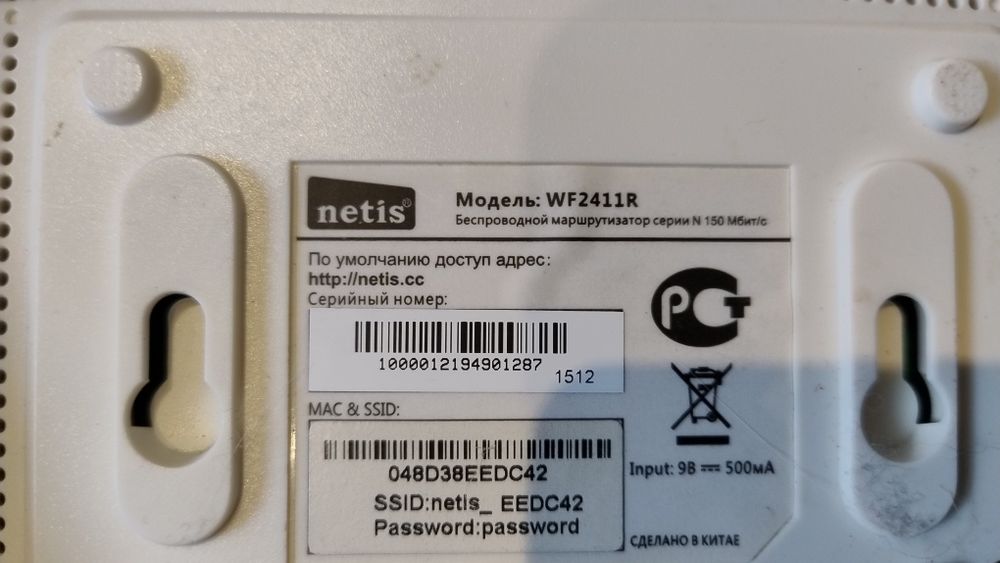 netis®
Модель: WF2411R
Беспроводной маршрутизатор серии N 150 Мбит/с
По умолчанию доступ адрес:
http://netis.cc
Серийный номер:
1000012194901287
1512
РСТ
MAC & SSID:
048D38EEDC42
SSID:netis_ EEDC42
Password:password
Input: 9В 500мА
СДЕЛАНО В КИТАЕ